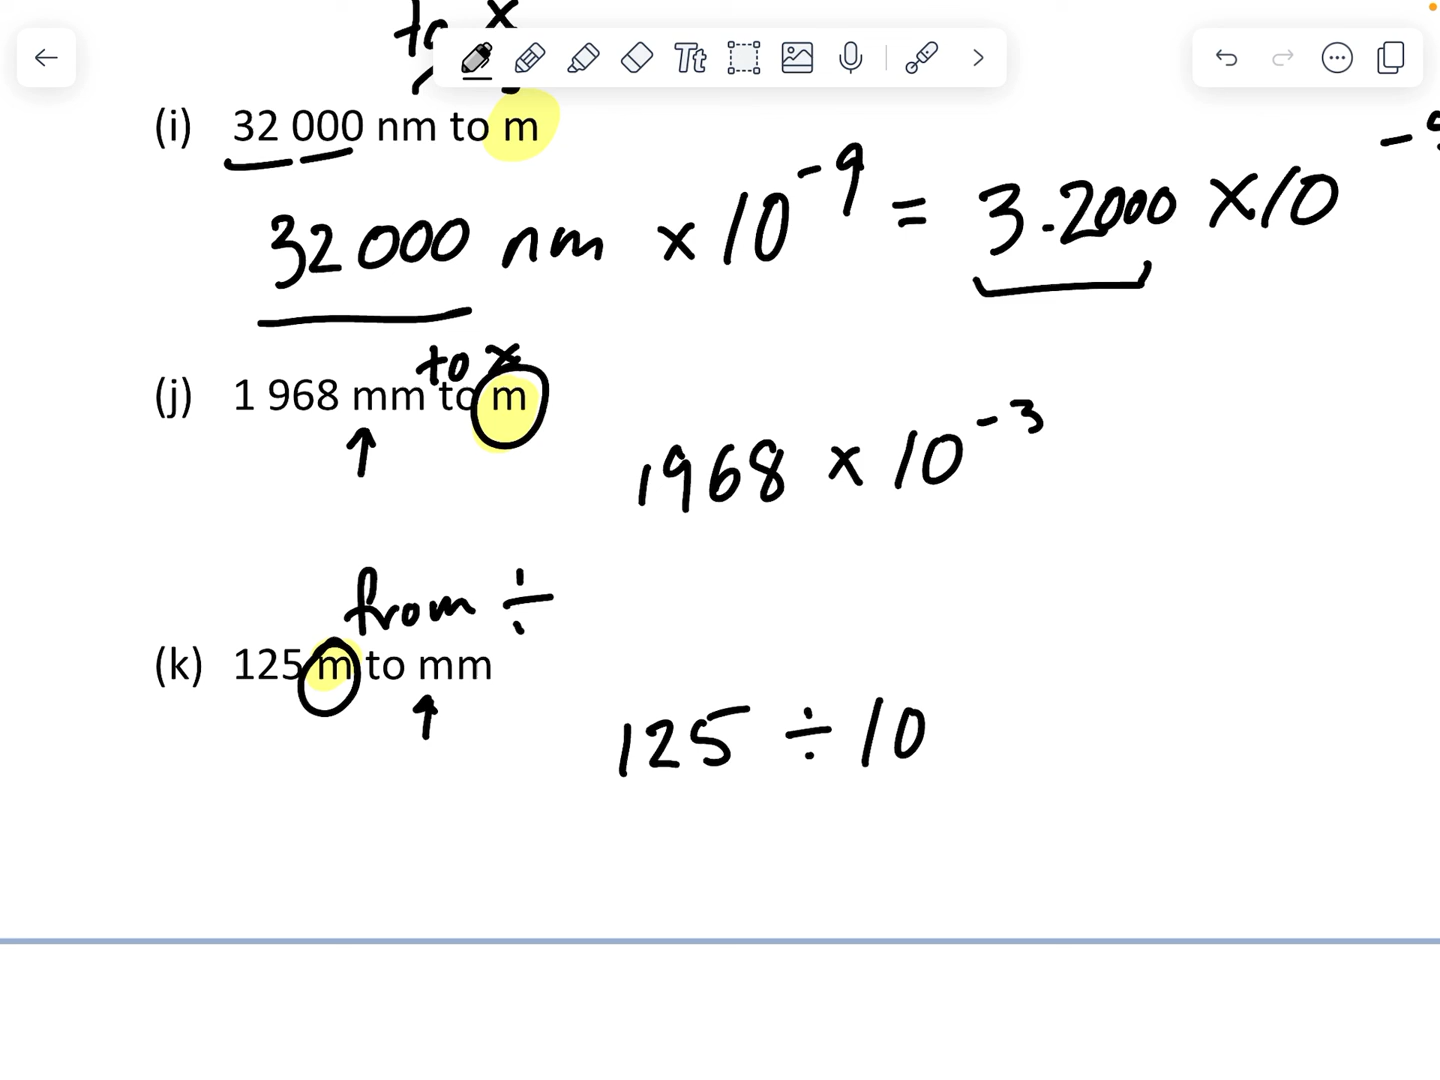 to x
Tt
(i) 32 000 nm to m
32 000 nm x 10⁻⁹ = 3.2000 x 10
to x
(j) 1 968 mm to m
1968 x 10⁻³
from ÷
(k) 125 m to mm
125 ÷ 10